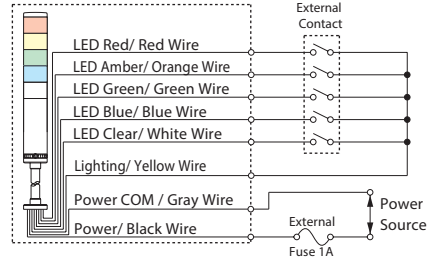 External
Contact
LED Red/ Red Wire
LED Amber/ Orange Wire
LED Green/ Green Wire
LED Blue/ Blue Wire
LED Clear/ White Wire
Lighting/ Yellow Wire
Power COM / Gray Wire
Power
Source
Power/ Black Wire
External
Fuse 1A